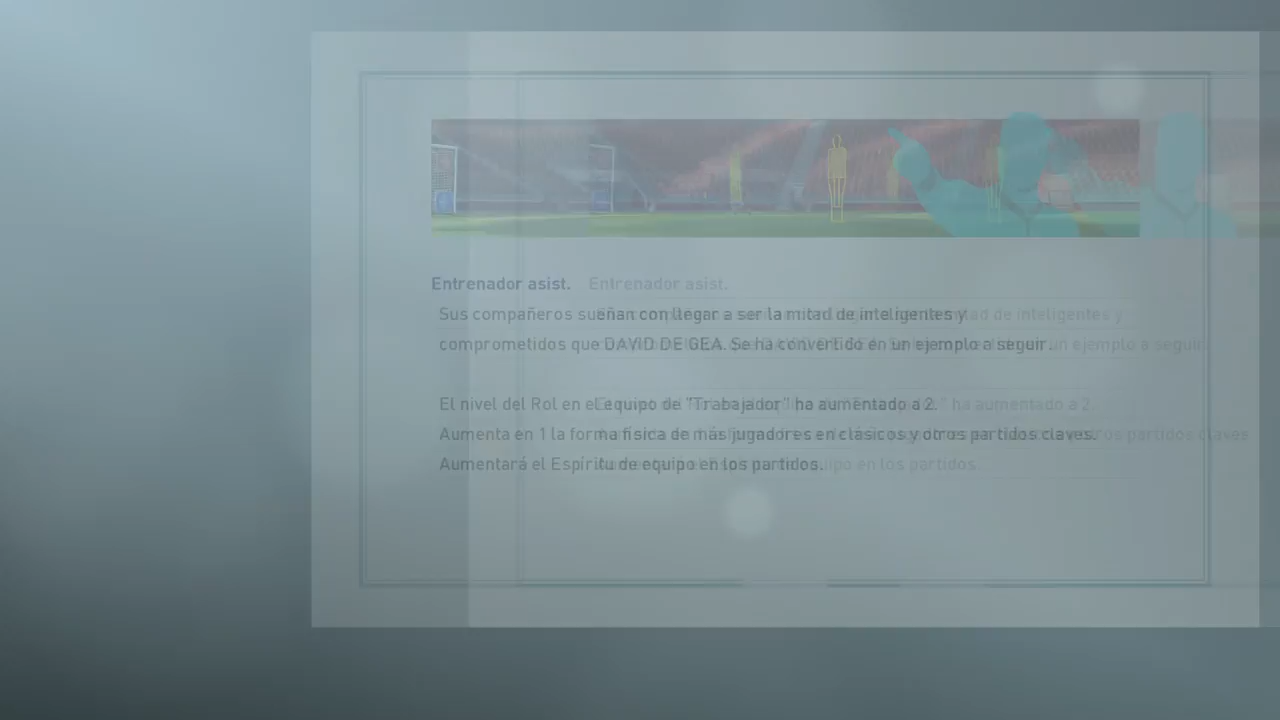 Entrenador asist.
Sus compañeros sueñan con llegar a ser la mitad de inteligentes y
comprometidos que DAVID DE GEA. Se ha convertido en un ejemplo a seguir.
El nivel del Rol en el equipo de "Trabajador" ha aumentado a 2.
Aumenta en 1 la forma física de más jugadores en clásicos y otros partidos claves.
Aumentará el Espíritu de equipo en los partidos.